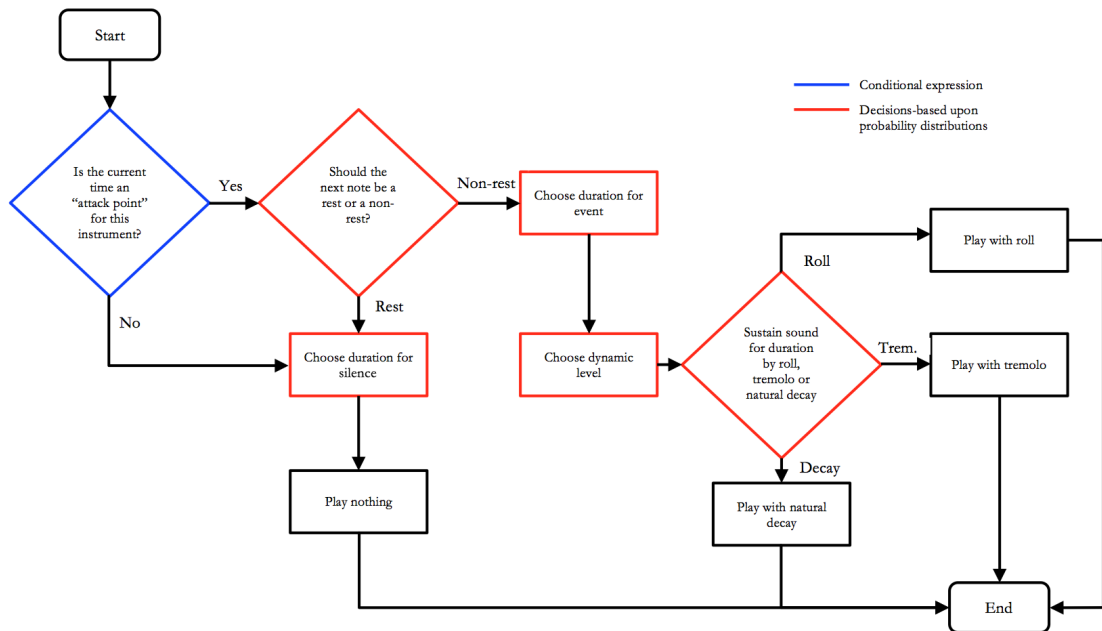 Start
Conditional expression
Decisions-based upon
probability distributions
Is the current
time an
“attack point”
for this
instrument?
Yes
Should the
next note be a
rest or a non-
rest?
Non-rest
Choose duration for
event
Play with roll
Roll
No
Rest
Choose duration for
silence
Choose dynamic
level
Sustain sound
for duration
by roll,
tremolo or
natural decay
Trem.
Play with tremolo
Decay
Play nothing
Play with natural
decay
End